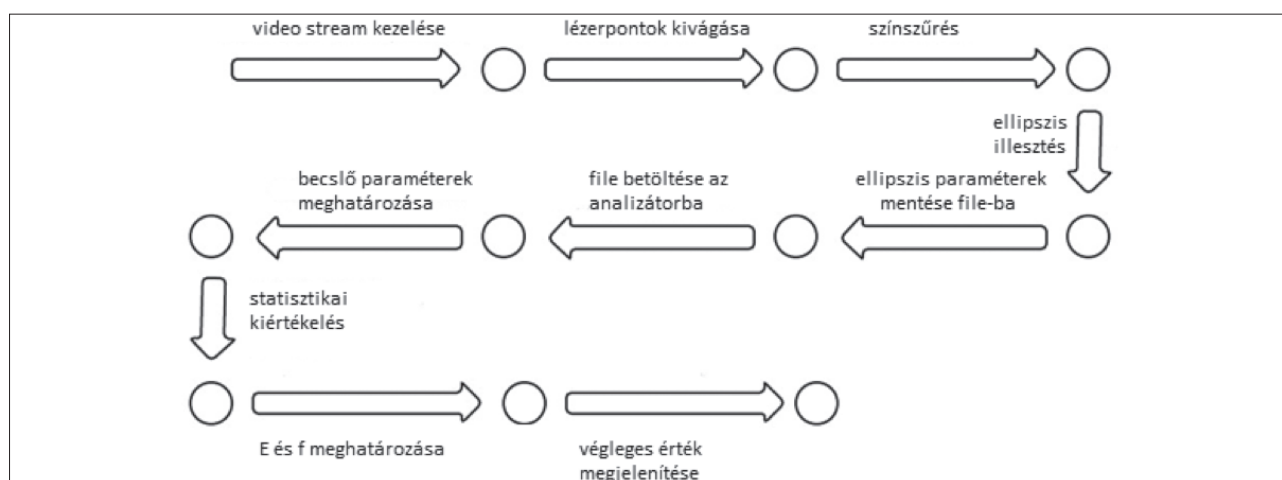 video stream kezelése
lézerpontok kivágása
színszűrés
ellipszis
illesztés
ellipszis paraméterek
mentése file-ba
file betöltése az
analizátorba
becslő paraméterek
meghatározása
statisztikai
kiértékelés
E és f meghatározása
végleges érték
megjelenítése